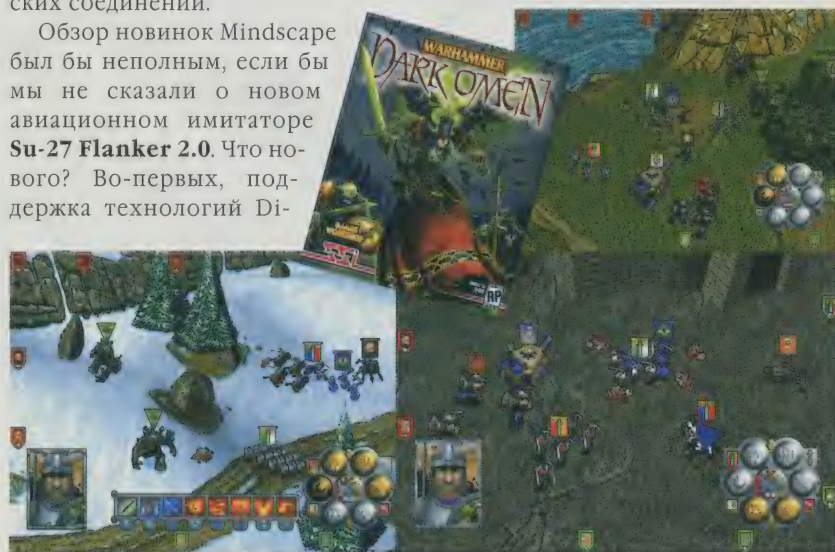 ских соединений.
Обзор новинок Mindscape
был бы неполным, если бы
мы не сказали о новом
авиационном имитаторе
Su-27 Flanker 2.0. Что но-
вого? Во-первых, под-
держка технологий Di-
WARHAMMER
DARK OMEN
RP